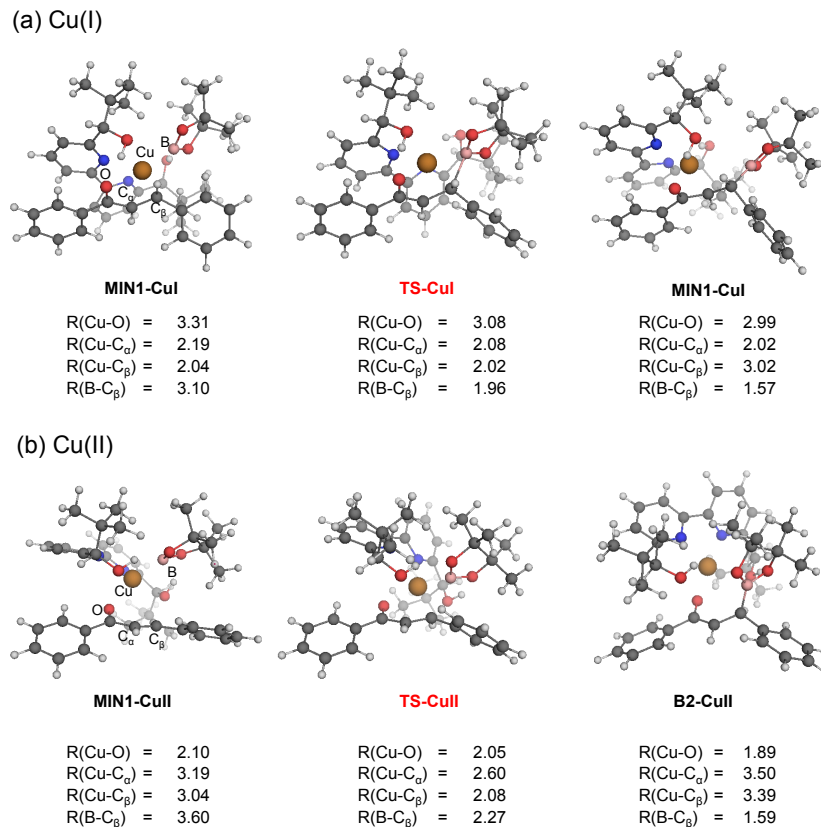 (a) Cu(I)
B
Cu
O
Cα
Cβ
MIN1-CuI TS-CuI MIN1-CuI
R(Cu-O) = 3.31 R(Cu-O) = 3.08 R(Cu-O) = 2.99
R(Cu-Cα) = 2.19 R(Cu-Cα) = 2.08 R(Cu-Cα) = 2.02
R(Cu-Cβ) = 2.04 R(Cu-Cβ) = 2.02 R(Cu-Cβ) = 3.02
R(B-Cβ) = 3.10 R(B-Cβ) = 1.96 R(B-Cβ) = 1.57
(b) Cu(II)
B
Cu
O
Cα Cβ
MIN1-CuII TS-CuII B2-CuII
R(Cu-O) = 2.10 R(Cu-O) = 2.05 R(Cu-O) = 1.89
R(Cu-Cα) = 3.19 R(Cu-Cα) = 2.60 R(Cu-Cα) = 3.50
R(Cu-Cβ) = 3.04 R(Cu-Cβ) = 2.08 R(Cu-Cβ) = 3.39
R(B-Cβ) = 3.60 R(B-Cβ) = 2.27 R(B-Cβ) = 1.59